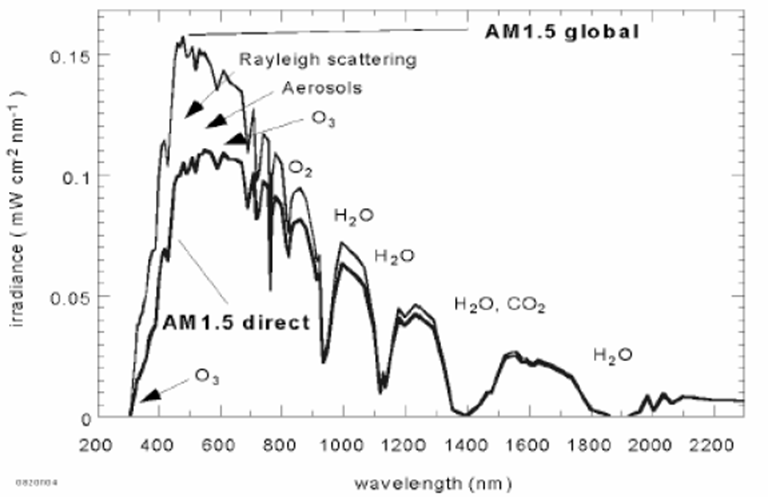 AM1.5 global
0.15
Rayleigh scattering
Aerosols
O3
0.1
O2
H2O
H2O
0.05
H2O, CO2
AM1.5 direct
H2O
O3
0
200 400 600 800 1000 1200 1400 1600 1800 2000 2200
wavelength (nm)
irradiance ( mW cm2 nm-1 )